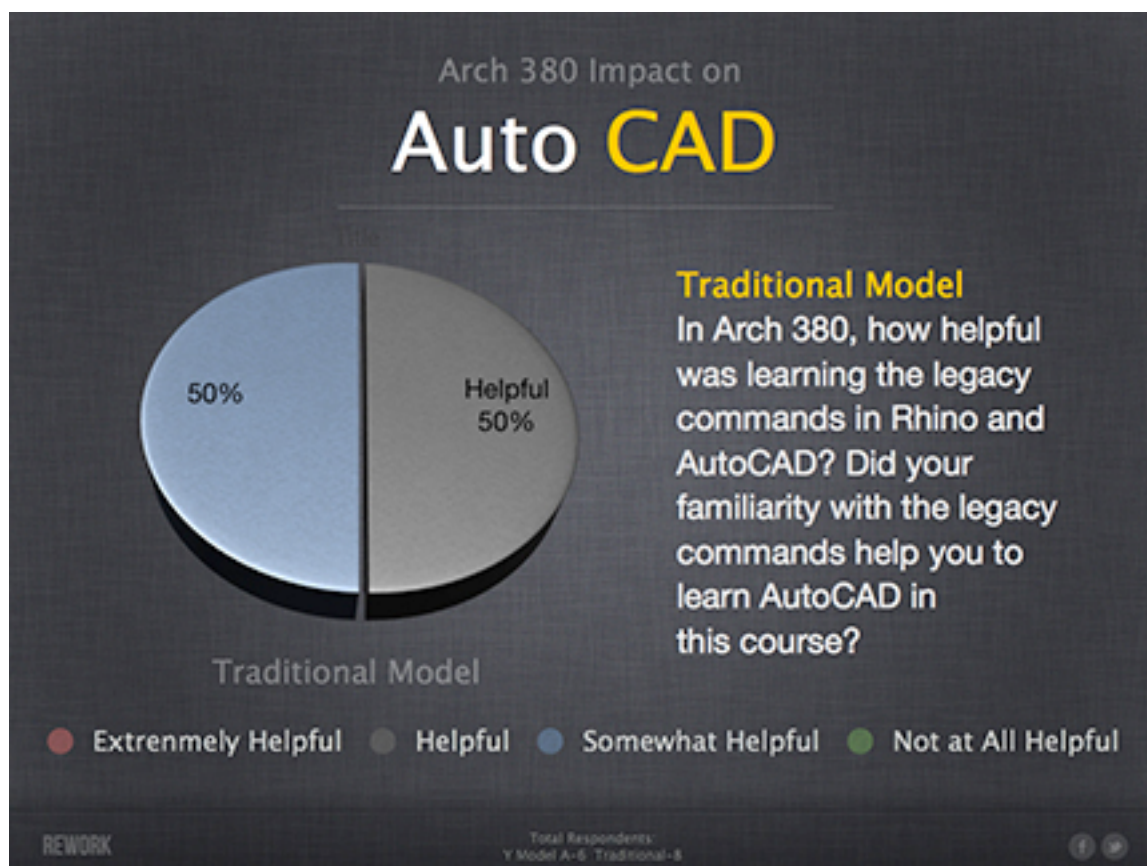 Arch 380 Impact on
Auto CAD
Title
50%
Helpful
50%
Traditional Model
In Arch 380, how helpful
was learning the legacy
commands in Rhino and
AutoCAD? Did your
familiarity with the legacy
commands help you to
learn AutoCAD in
this course?
Traditional Model
Extrenmely Helpful
Helpful
Somewhat Helpful
Not at All Helpful
REWORK
Total Respondents:
Y Model A-6 Traditional-8